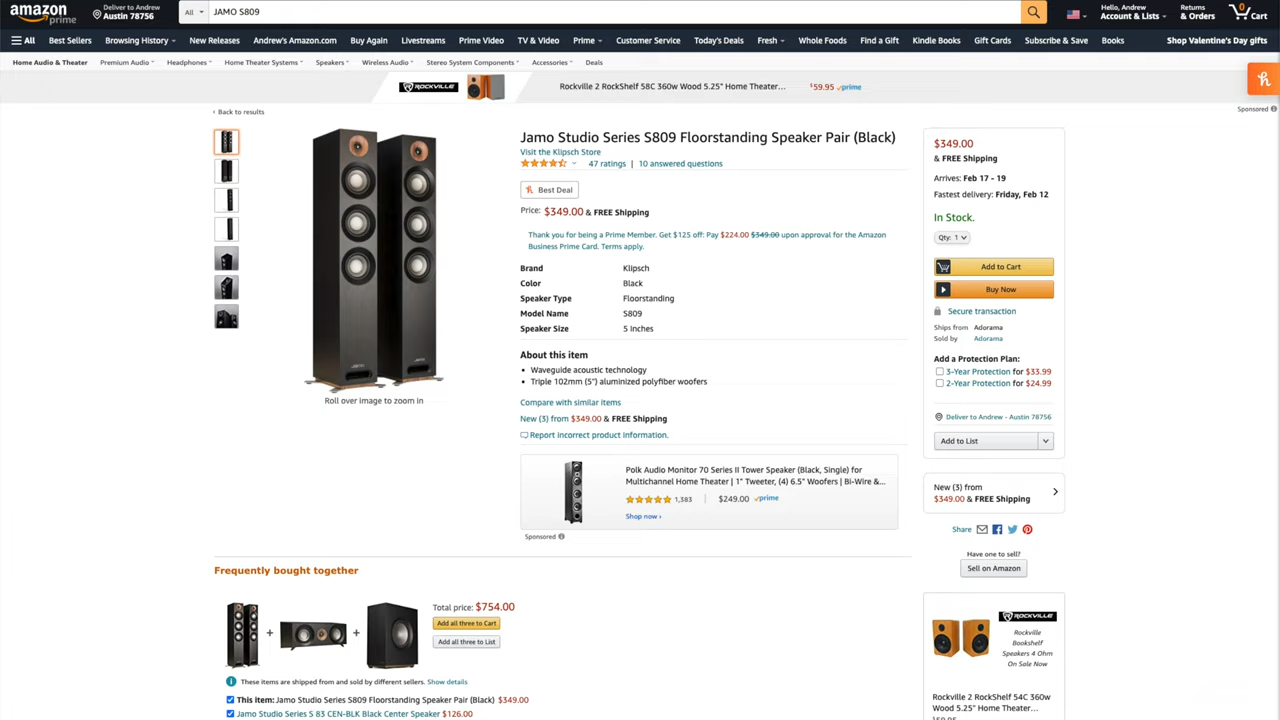 amazon prime
Deliver to Andrew
Austin 78756
All
JAMO S809
Hello, Andrew
Account & Lists
Returns
& Orders
0
Cart
All
Best Sellers
Browsing History
New Releases
Andrew's Amazon.com
Buy Again
Livestreams
Prime Video
TV & Video
Prime
Customer Service
Today's Deals
Fresh
Whole Foods
Find a Gift
Kindle Books
Gift Cards
Subscribe & Save
Books
Shop Valentine's Day gifts
Home Audio & Theater
Premium Audio
Headphones
Home Theater Systems
Speakers
Wireless Audio
Stereo System Components
Accessories
Deals
ROCKVILLE
Rockville 2 RockShelf 58C 360w Wood 5.25" Home Theater…
$59.95 prime
Sponsored
‹ Back to results
Roll over image to zoom in
JAMO
Jamo Studio Series S809 Floorstanding Speaker Pair (Black)
Visit the Klipsch Store
47 ratings | 10 answered questions
Best Deal
Price: $349.00 & FREE Shipping
Thank you for being a Prime Member. Get $125 off: Pay $224.00 $349.00 upon approval for the Amazon
Business Prime Card. Terms apply.
Brand Klipsch
Color Black
Speaker Type Floorstanding
Model Name S809
Speaker Size 5 Inches
About this item
• Waveguide acoustic technology
• Triple 102mm (5") aluminized polyfiber woofers
Compare with similar items
New (3) from $349.00 & FREE Shipping
Report incorrect product information.
Polk Audio Monitor 70 Series II Tower Speaker (Black, Single) for
Multichannel Home Theater | 1" Tweeter, (4) 6.5" Woofers | Bi-Wire &…
1,383 | $249.00 prime
Shop now ›
Sponsored
$349.00
& FREE Shipping
Arrives: Feb 17 - 19
Fastest delivery: Friday, Feb 12
In Stock.
Qty: 1
Add to Cart
Buy Now
Secure transaction
Ships from Adorama
Sold by Adorama
Add a Protection Plan:
3-Year Protection for $33.99
2-Year Protection for $24.99
Deliver to Andrew - Austin 78756
Add to List
New (3) from
$349.00 & FREE Shipping
Share
Have one to sell?
Sell on Amazon
ROCKVILLE
Rockville
Bookshelf
Speakers 4 Ohm
On Sale Now
Rockville 2 RockShelf 54C 360w
Wood 5.25" Home Theater…
Frequently bought together
+ +
Total price: $754.00
Add all three to Cart
Add all three to List
These items are shipped from and sold by different sellers. Show details
This item: Jamo Studio Series S809 Floorstanding Speaker Pair (Black) $349.00
Jamo Studio Series S 83 CEN-BLK Black Center Speaker $126.00